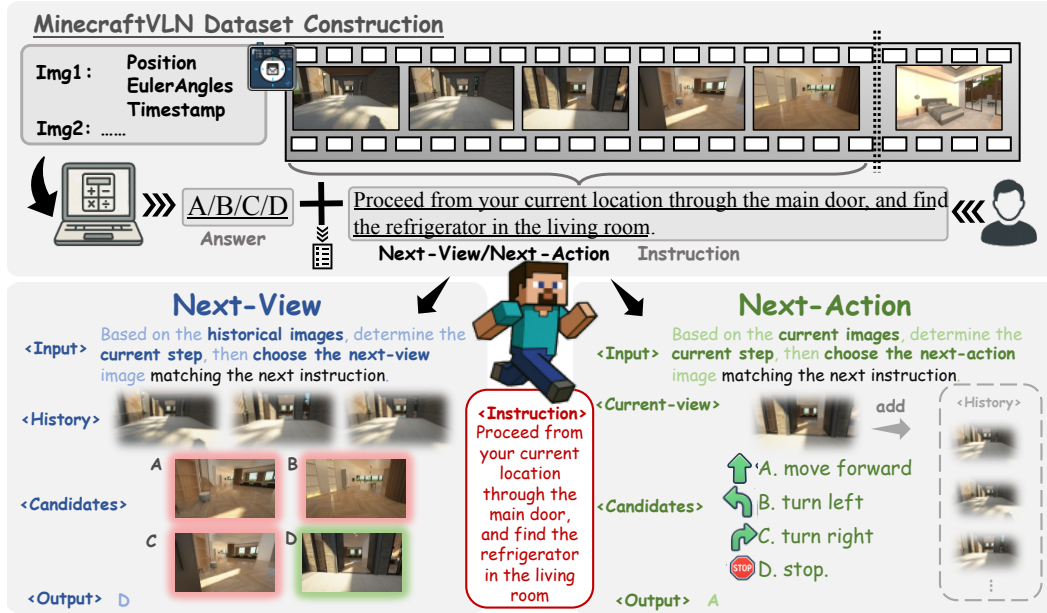 MinecraftVLN Dataset Construction
Img1: Position
EulerAngles
Timestamp
Img2: ......
A/B/C/D
Answer
Proceed from your current location through the main door, and find
the refrigerator in the living room.
Next-View/Next-Action Instruction
Next-View
<Input> Based on the historical images, determine the
current step, then choose the next-view
image matching the next instruction.
<History>
<Candidates>
A
B
C
D
<Output> D
<Instruction>
Proceed from
your current
location
through the
main door,
and find the
refrigerator
in the living
room
Next-Action
<Input> Based on the current images, determine the
current step, then choose the next-action
image matching the next instruction.
<Current-view>
add
<History>
<Candidates>
A. move forward
B. turn left
C. turn right
STOP D. stop.
<Output> A